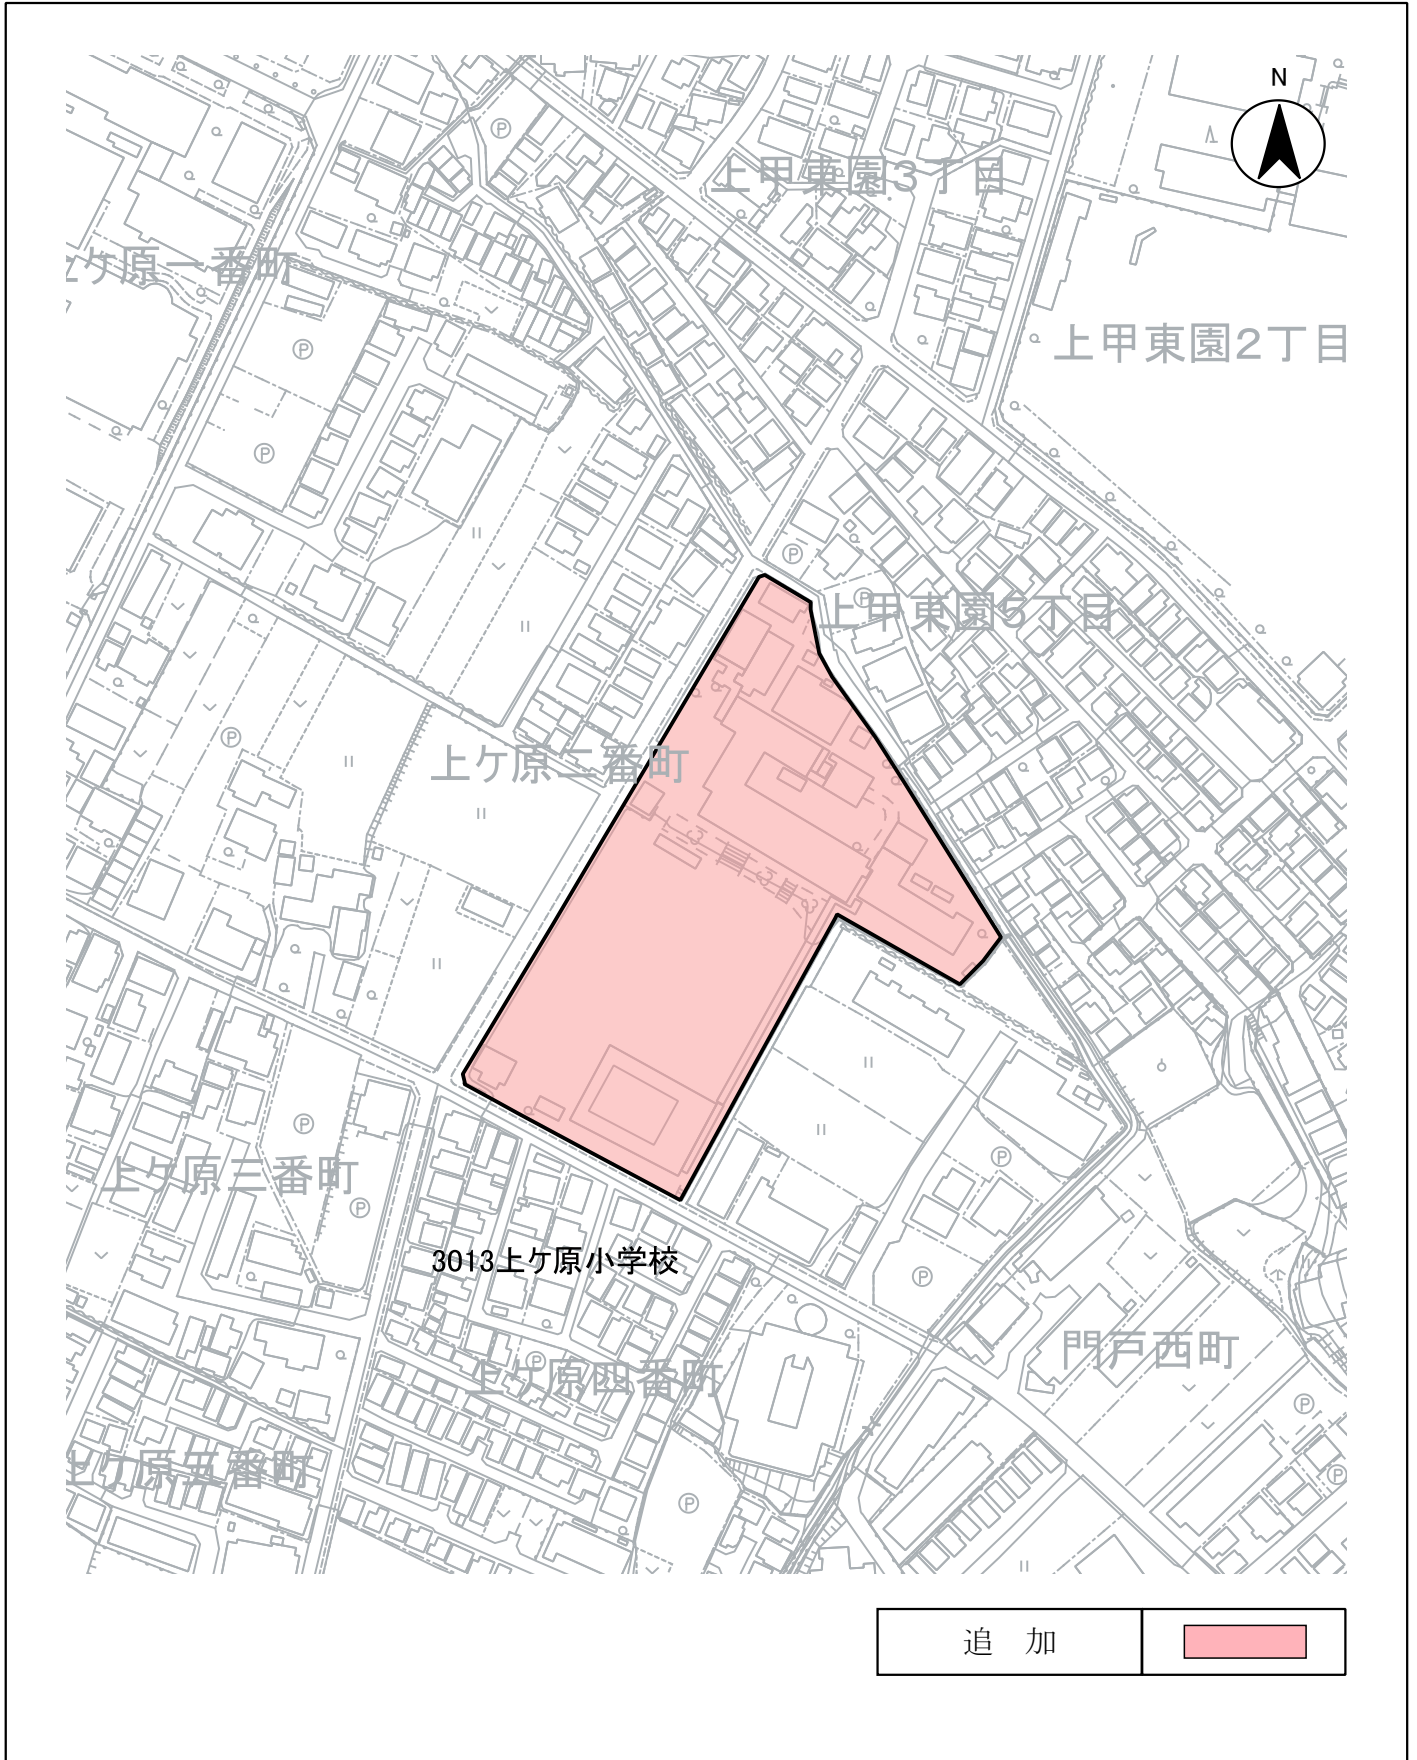 N
上甲東園3丁目
上ケ原一番町
上甲東園2丁目
上甲東園5丁目
上ケ原二番町
上ケ原三番町
3013上ケ原小学校
門戸西町
上ケ原四番町
上ケ原五番町
追 加